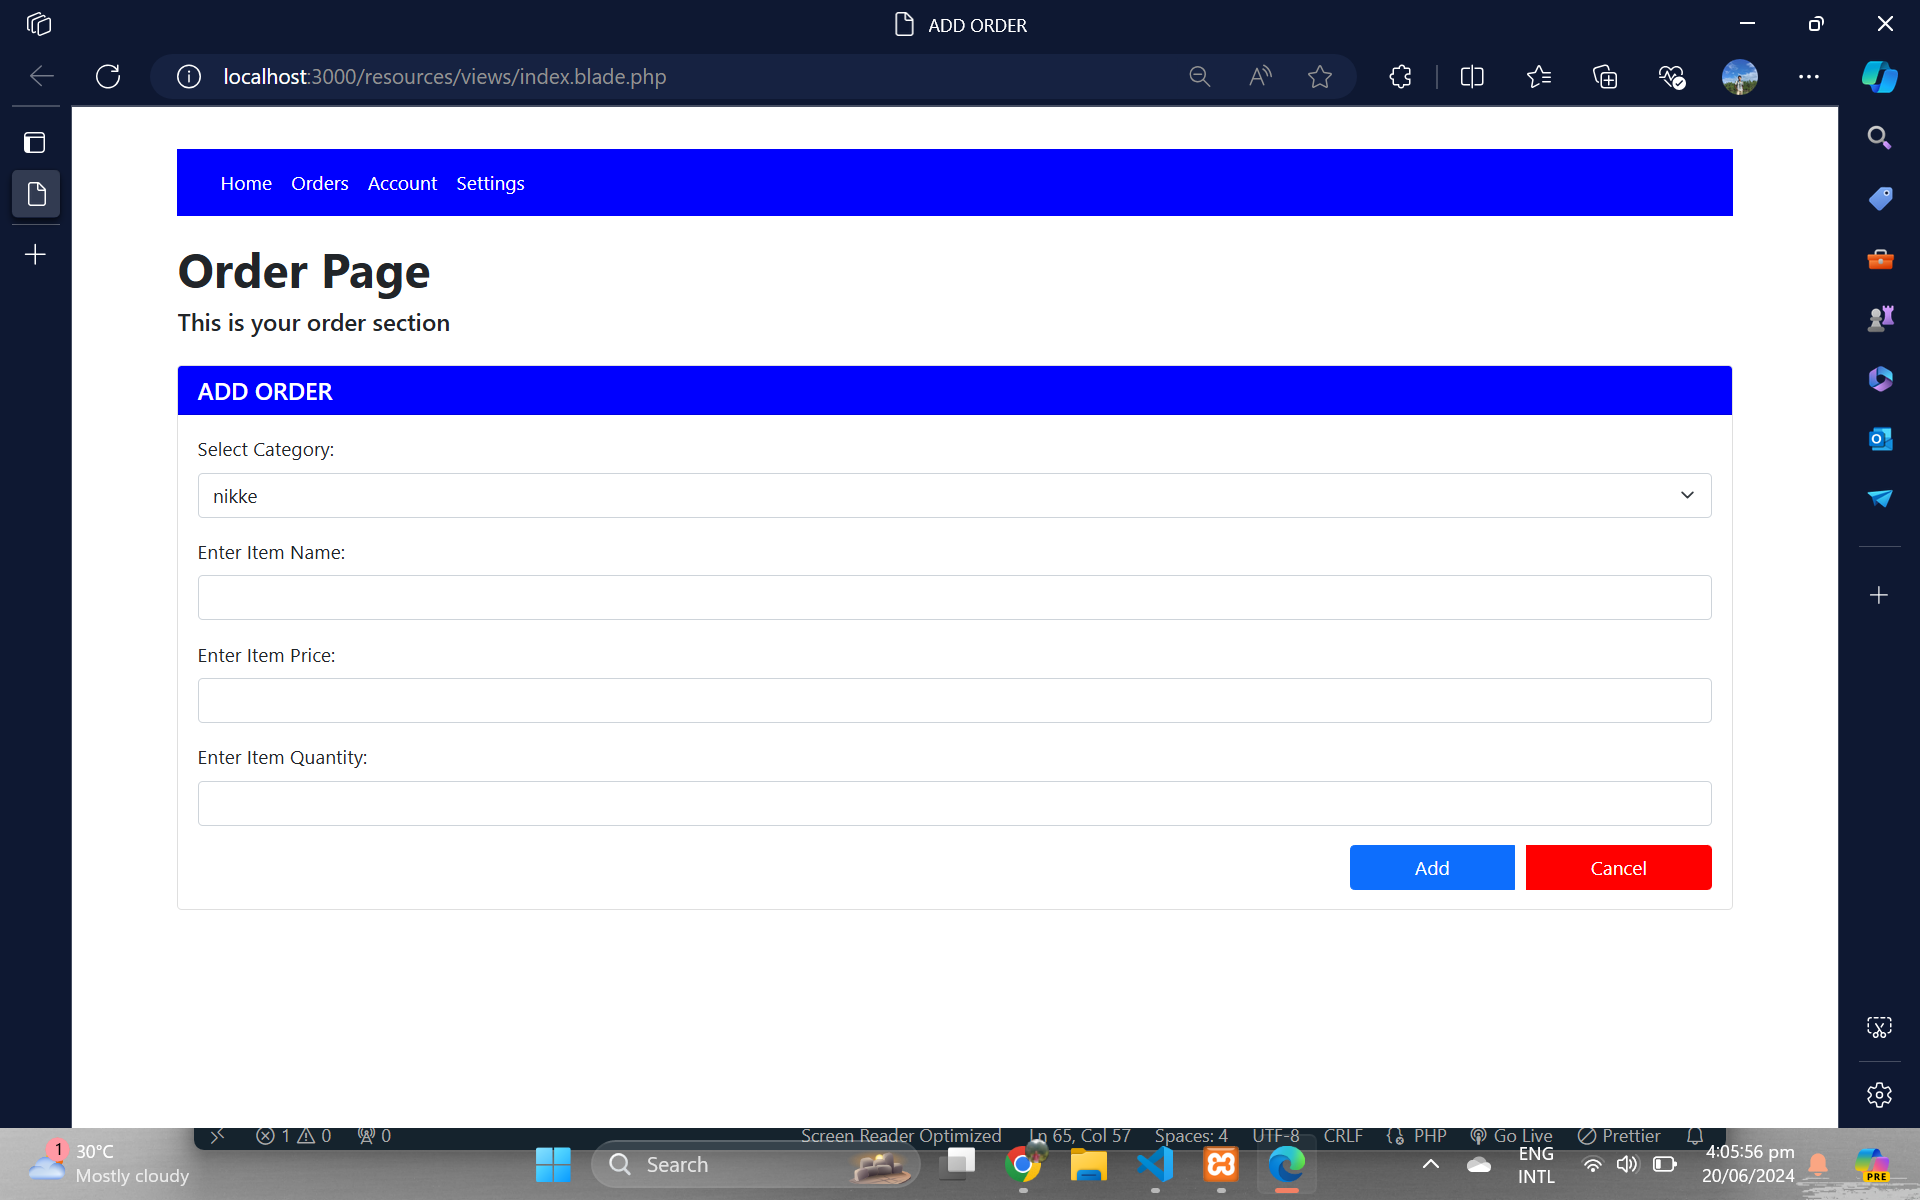 ADD ORDER
localhost:3000/resources/views/index.blade.php
Home Orders Account Settings
Order Page
This is your order section
ADD ORDER
Select Category:
nikke
Enter Item Name:
Enter Item Price:
Enter Item Quantity:
Add Cancel
1 0 0 Screen Reader Optimized Ln 65, Col 57 Spaces: 4 UTF-8 CRLF PHP Go Live Prettier
1 30°C
Mostly cloudy
Search
ENG
INTL
4:05:56 pm
20/06/2024
PRE